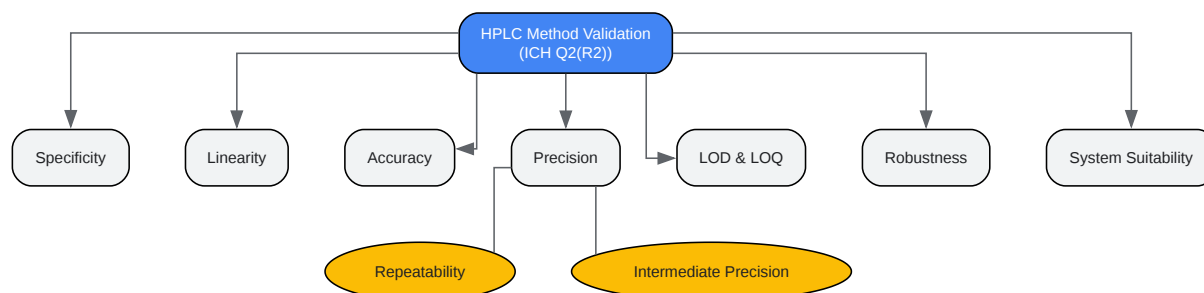 HPLC Method Validation
(ICH Q2(R2))
Specificity
Linearity
Accuracy
Precision
LOD & LOQ
Robustness
System Suitability
Repeatability
Intermediate Precision